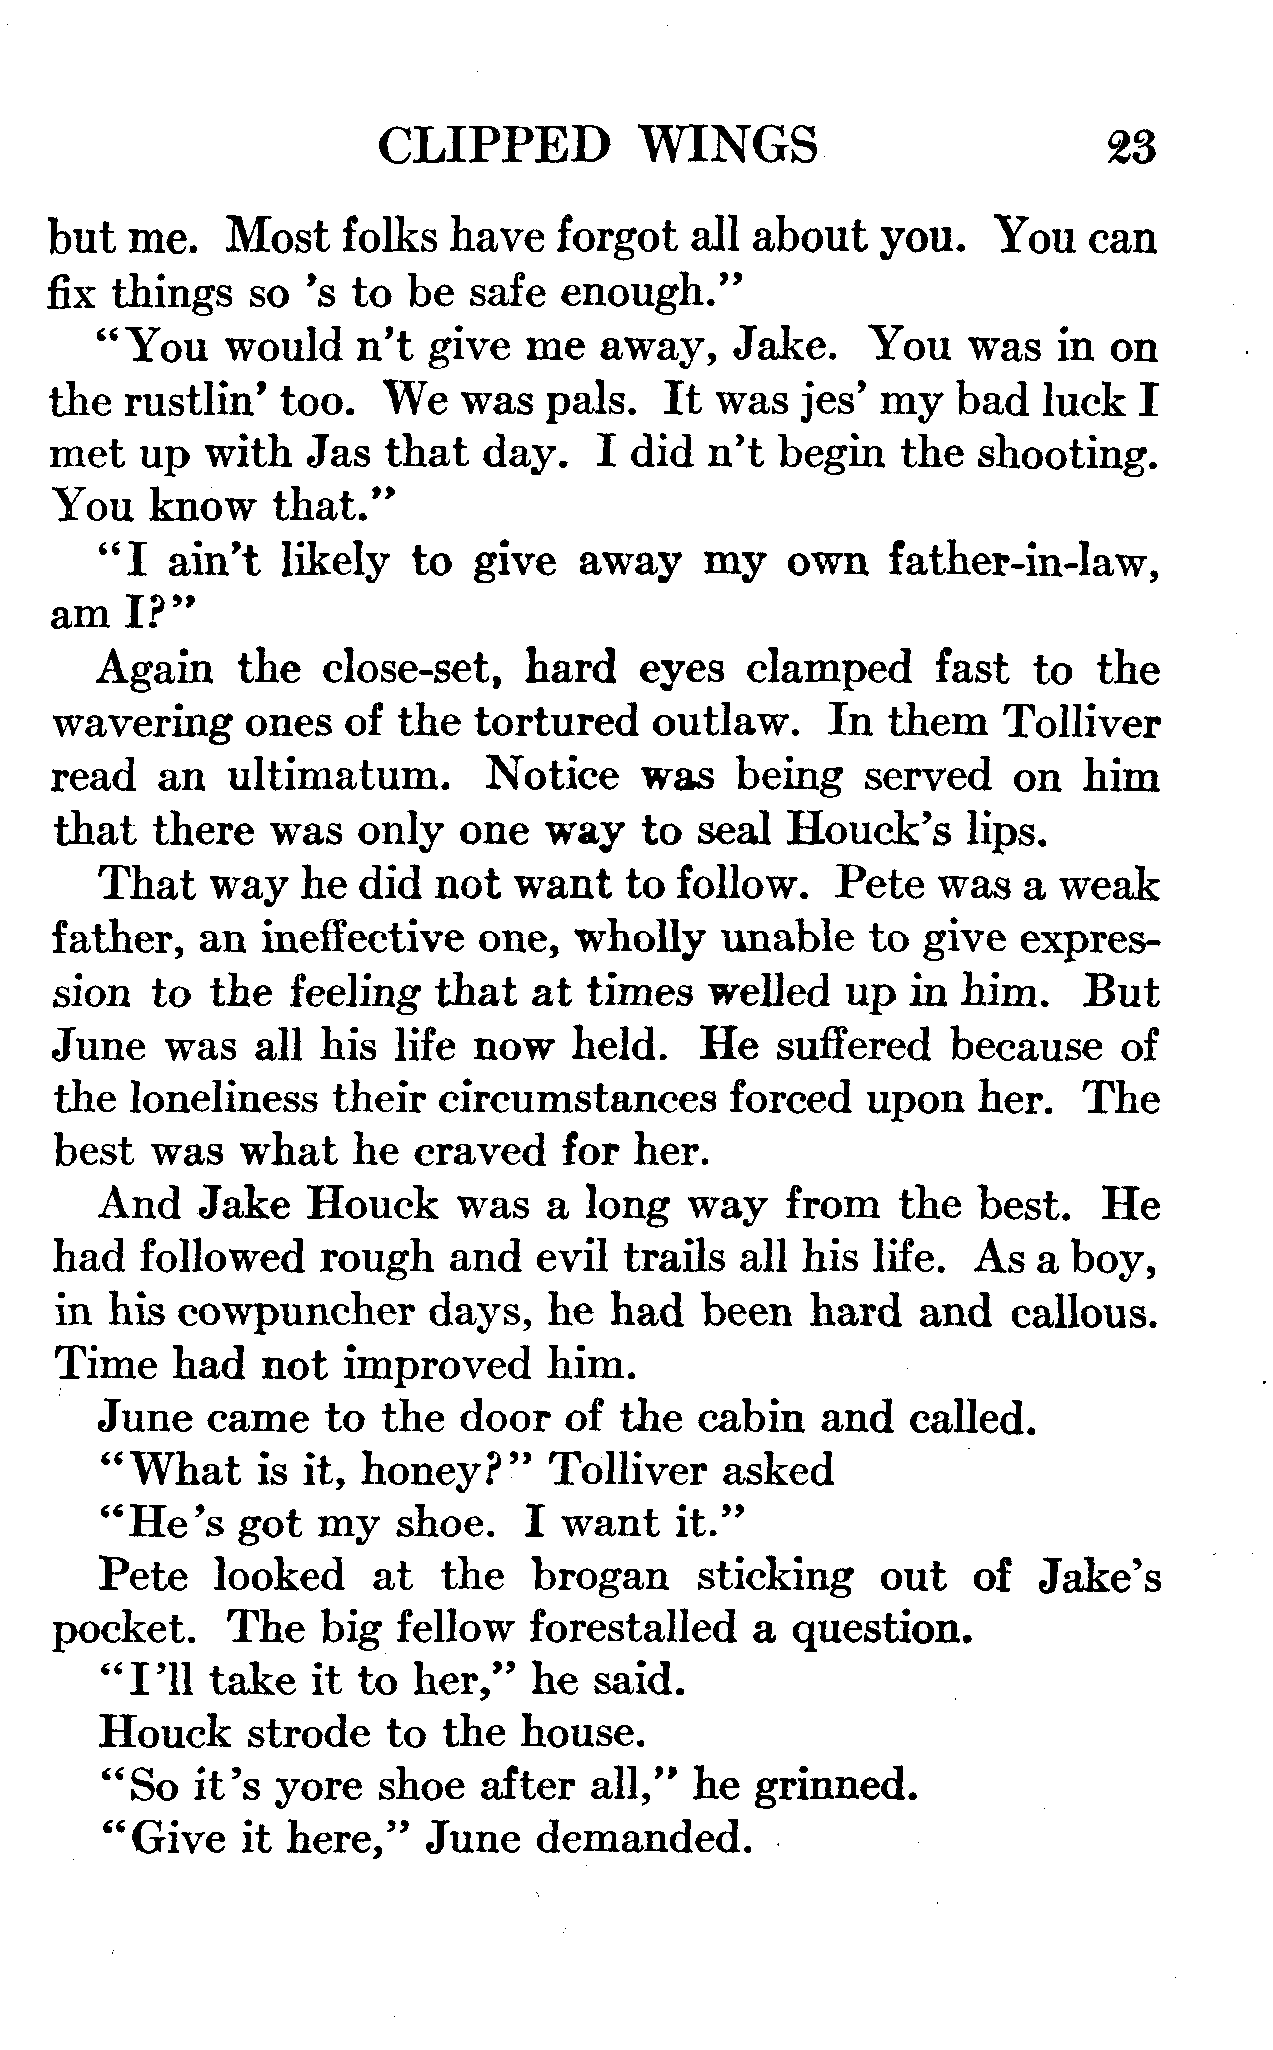 CLIPPED WINGS 23
but me. Most folks have forgot all about you. You can
fix things so 's to be safe enough."
"You would n't give me away, Jake. You was in on
the rustlin' too. We was pals. It was jes' my bad luck I
met up with Jas that day. I did n't begin the shooting.
You know that."
"I ain't likely to give away my own father-in-law,
am I?"
Again the close-set, hard eyes clamped fast to the
wavering ones of the tortured outlaw. In them Tolliver
read an ultimatum. Notice was being served on him
that there was only one way to seal Houck's lips.
That way he did not want to follow. Pete was a weak
father, an ineffective one, wholly unable to give expres-
sion to the feeling that at times welled up in him. But
June was all his life now held. He suffered because of
the loneliness their circumstances forced upon her. The
best was what he craved for her.
And Jake Houck was a long way from the best. He
had followed rough and evil trails all his life. As a boy,
in his cowpuncher days, he had been hard and callous.
Time had not improved him.
June came to the door of the cabin and called.
"What is it, honey?" Tolliver asked
"He's got my shoe. I want it."
Pete looked at the brogan sticking out of Jake's
pocket. The big fellow forestalled a question.
"I'll take it to her," he said.
Houck strode to the house.
"So it's yore shoe after all," he grinned.
"Give it here," June demanded.